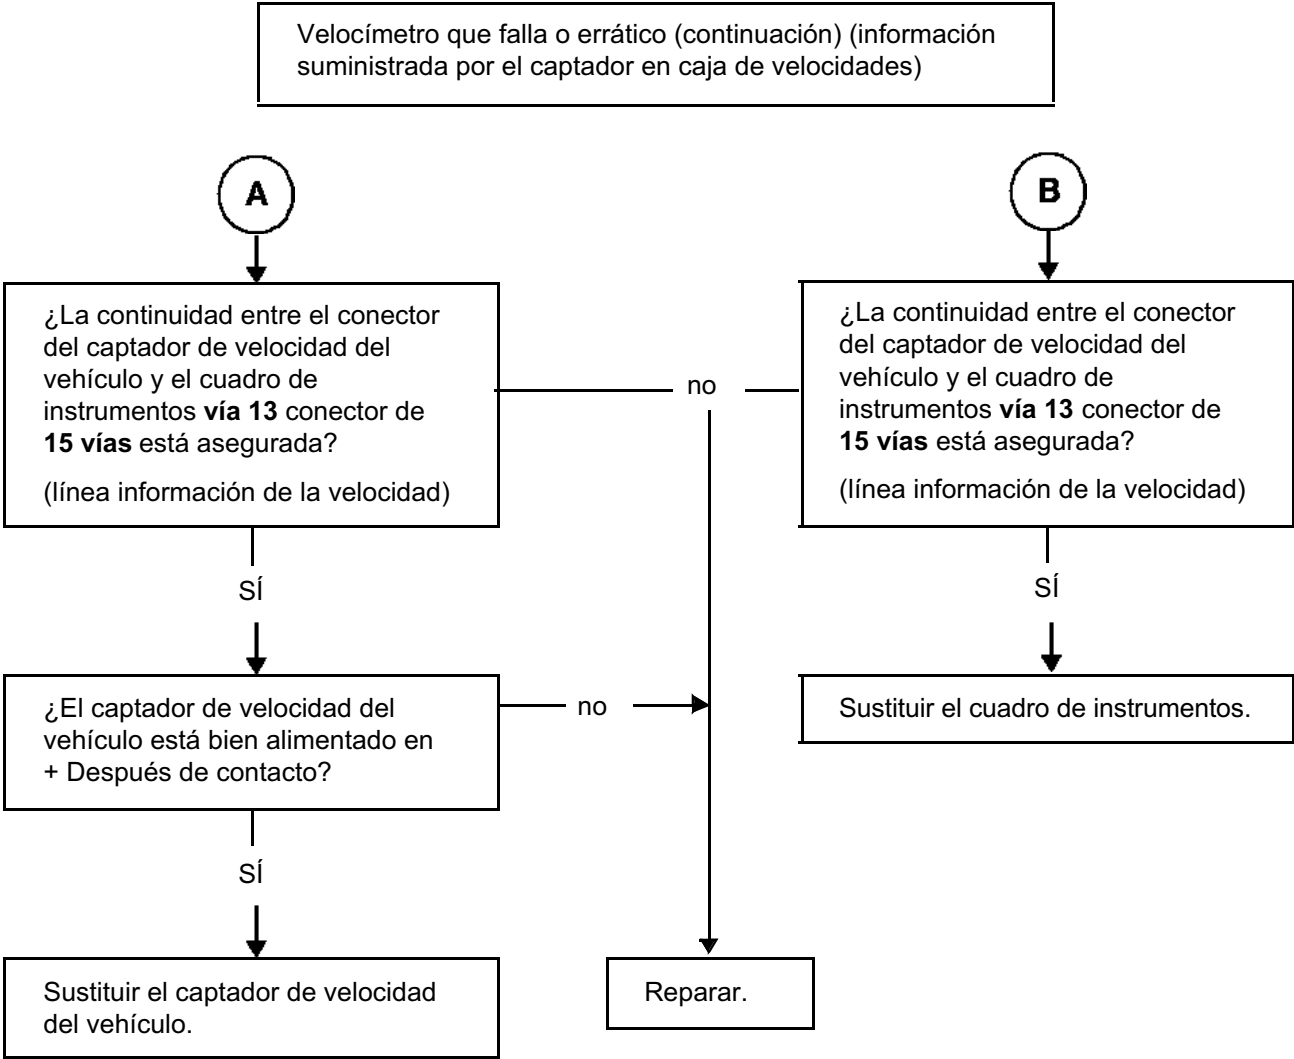 Velocímetro que falla o errático (continuación) (información
suministrada por el captador en caja de velocidades)
A
¿La continuidad entre el conector
del captador de velocidad del
vehículo y el cuadro de
instrumentos vía 13 conector de
15 vías está asegurada?
(línea información de la velocidad)
no
B
¿La continuidad entre el conector
del captador de velocidad del
vehículo y el cuadro de
instrumentos vía 13 conector de
15 vías está asegurada?
(línea información de la velocidad)
SÍ
SÍ
¿El captador de velocidad del
vehículo está bien alimentado en
+ Después de contacto?
no
Sustituir el cuadro de instrumentos.
SÍ
Sustituir el captador de velocidad
del vehículo.
Reparar.